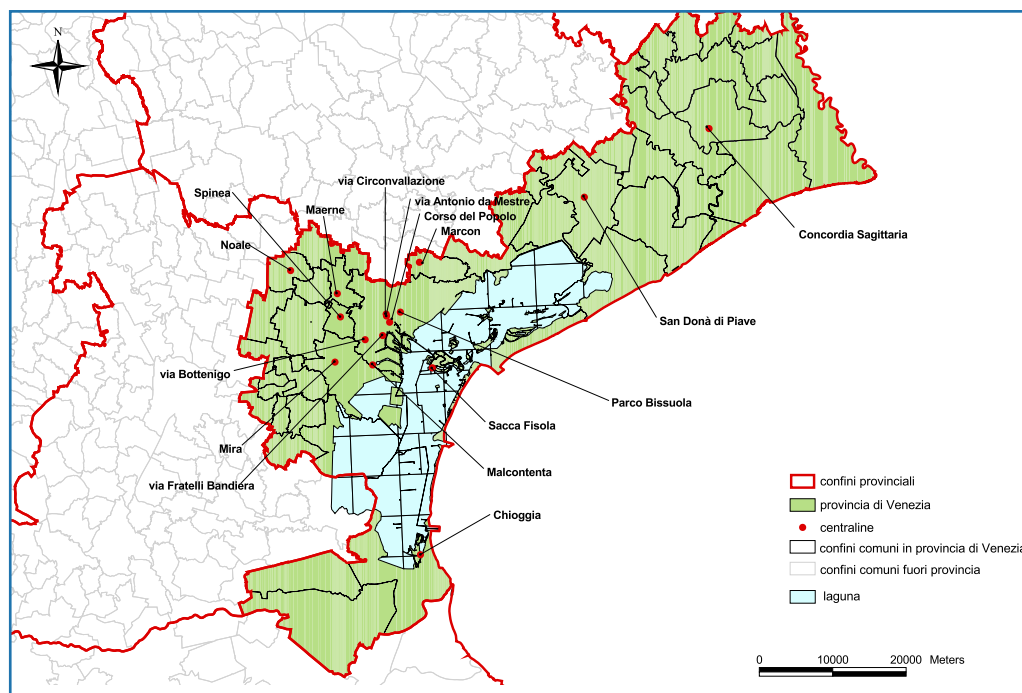 N
via Circonvallazione
Spinea
via Antonio da Mestre
Maerne
Corso del Popolo
Marcon
Noale
Concordia Sagittaria
San Donà di Piave
via Bottenigo
Parco Bissuola
Sacca Fisola
Mira
Malcontenta
via Fratelli Bandiera
Chioggia
confini provinciali
provincia di Venezia
centraline
confini comuni in provincia di Venezia
confini comuni fuori provincia
laguna
0 10000 20000 Meters